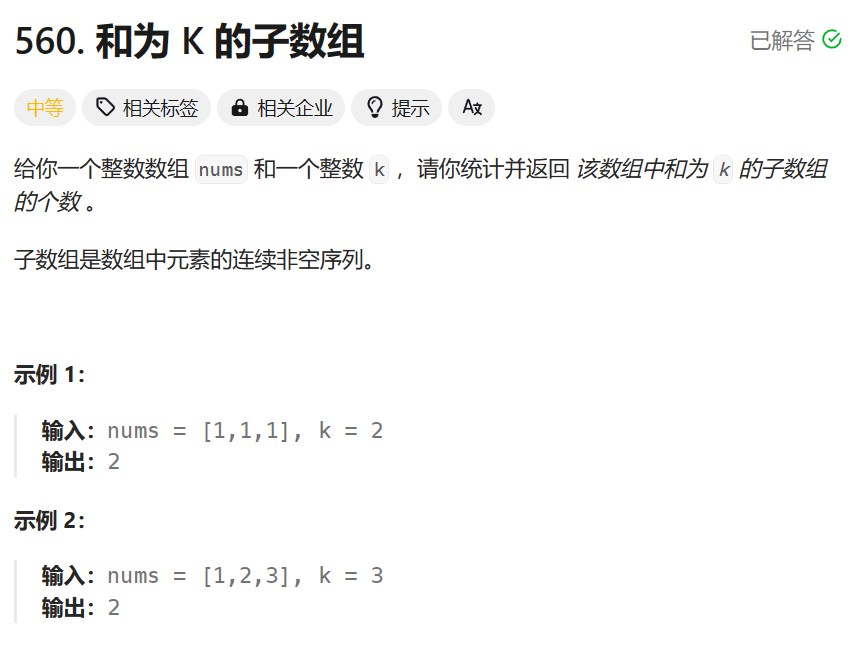 560. 和为 K 的子数组
已解答
中等 相关标签 相关企业 提示
给你一个整数数组 nums 和一个整数 k ，请你统计并返回 该数组中和为 k 的子数组
的个数 。
子数组是数组中元素的连续非空序列。
示例 1：
输入：nums = [1,1,1], k = 2
输出：2
示例 2：
输入：nums = [1,2,3], k = 3
输出：2